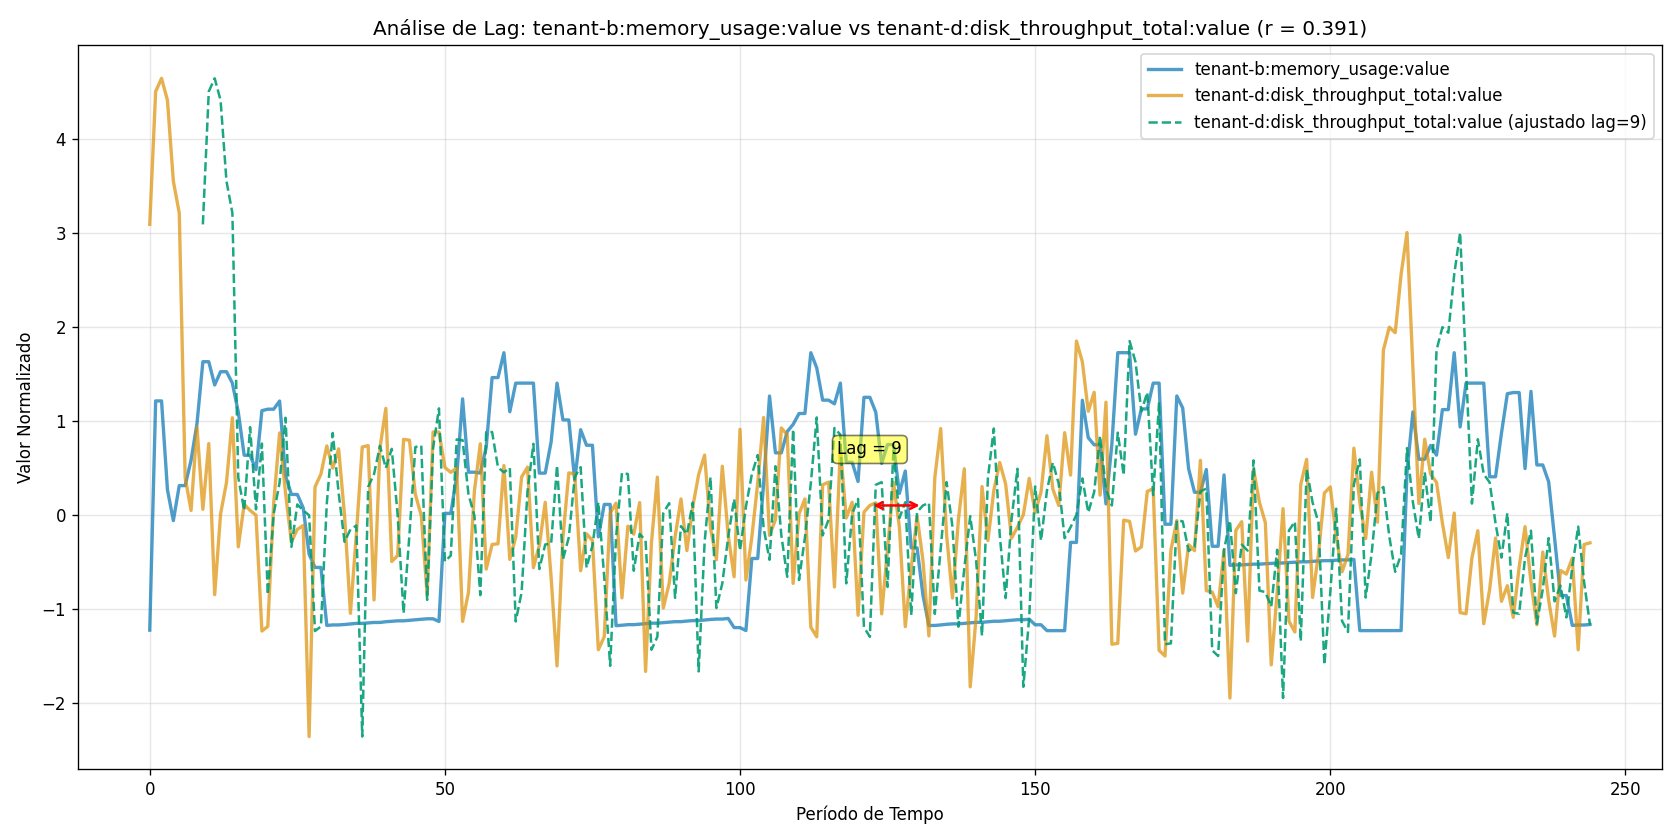 Análise de Lag: tenant-b:memory_usage:value vs tenant-d:disk_throughput_total:value (r = 0.391)
tenant-b:memory_usage:value
tenant-d:disk_throughput_total:value
tenant-d:disk_throughput_total:value (ajustado lag=9)
Valor Normalizado
4
3
2
1
0
−1
−2
Lag = 9
0 50 100 150 200 250
Período de Tempo